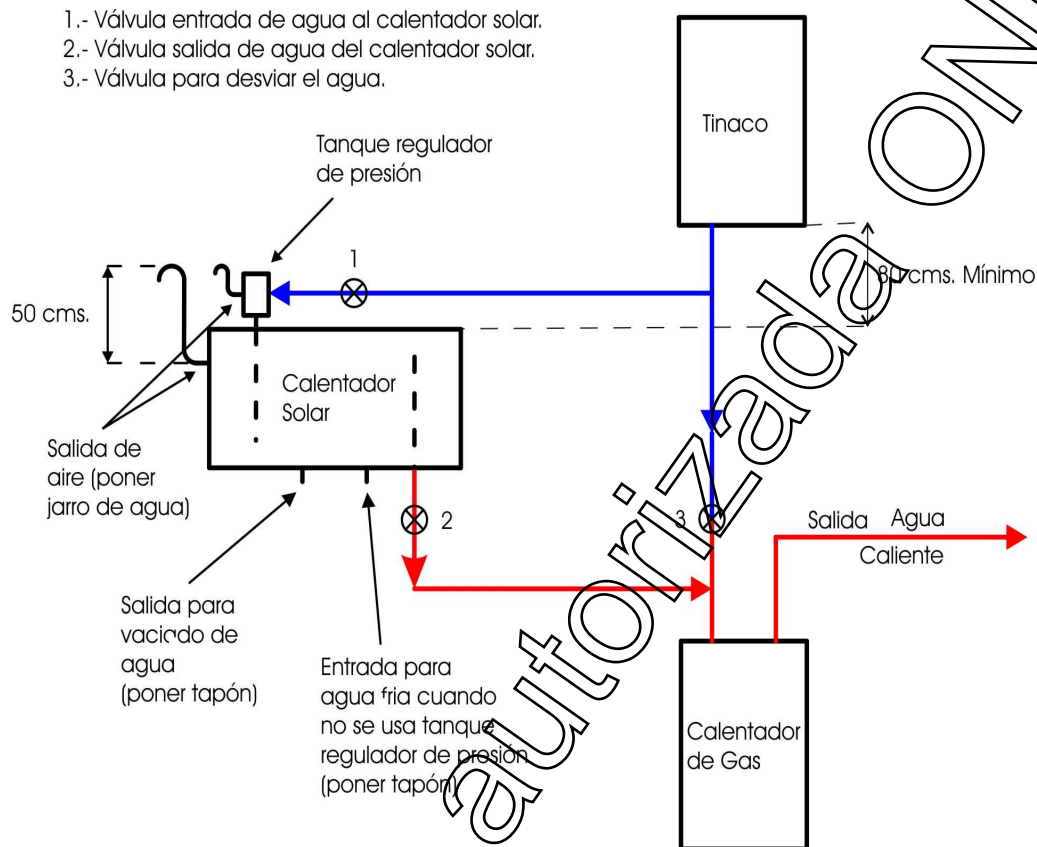 1.- Válvula entrada de agua al calentador solar.
2.- Válvula salida de agua del calentador solar.
3.- Válvula para desviar el agua.
Tinaco
Tanque regulador
de presión
1
80 cms. Mínimo
50 cms.
Calentador
Solar
Salida de
aire (poner
jarro de agua)
2
3
Salida Agua
Caliente
Salida para
vaciado de
agua
(poner tapón)
Entrada para
agua fria cuando
no se usa tanque
regulador de presión
(poner tapón)
Calentador
de Gas
autorizada